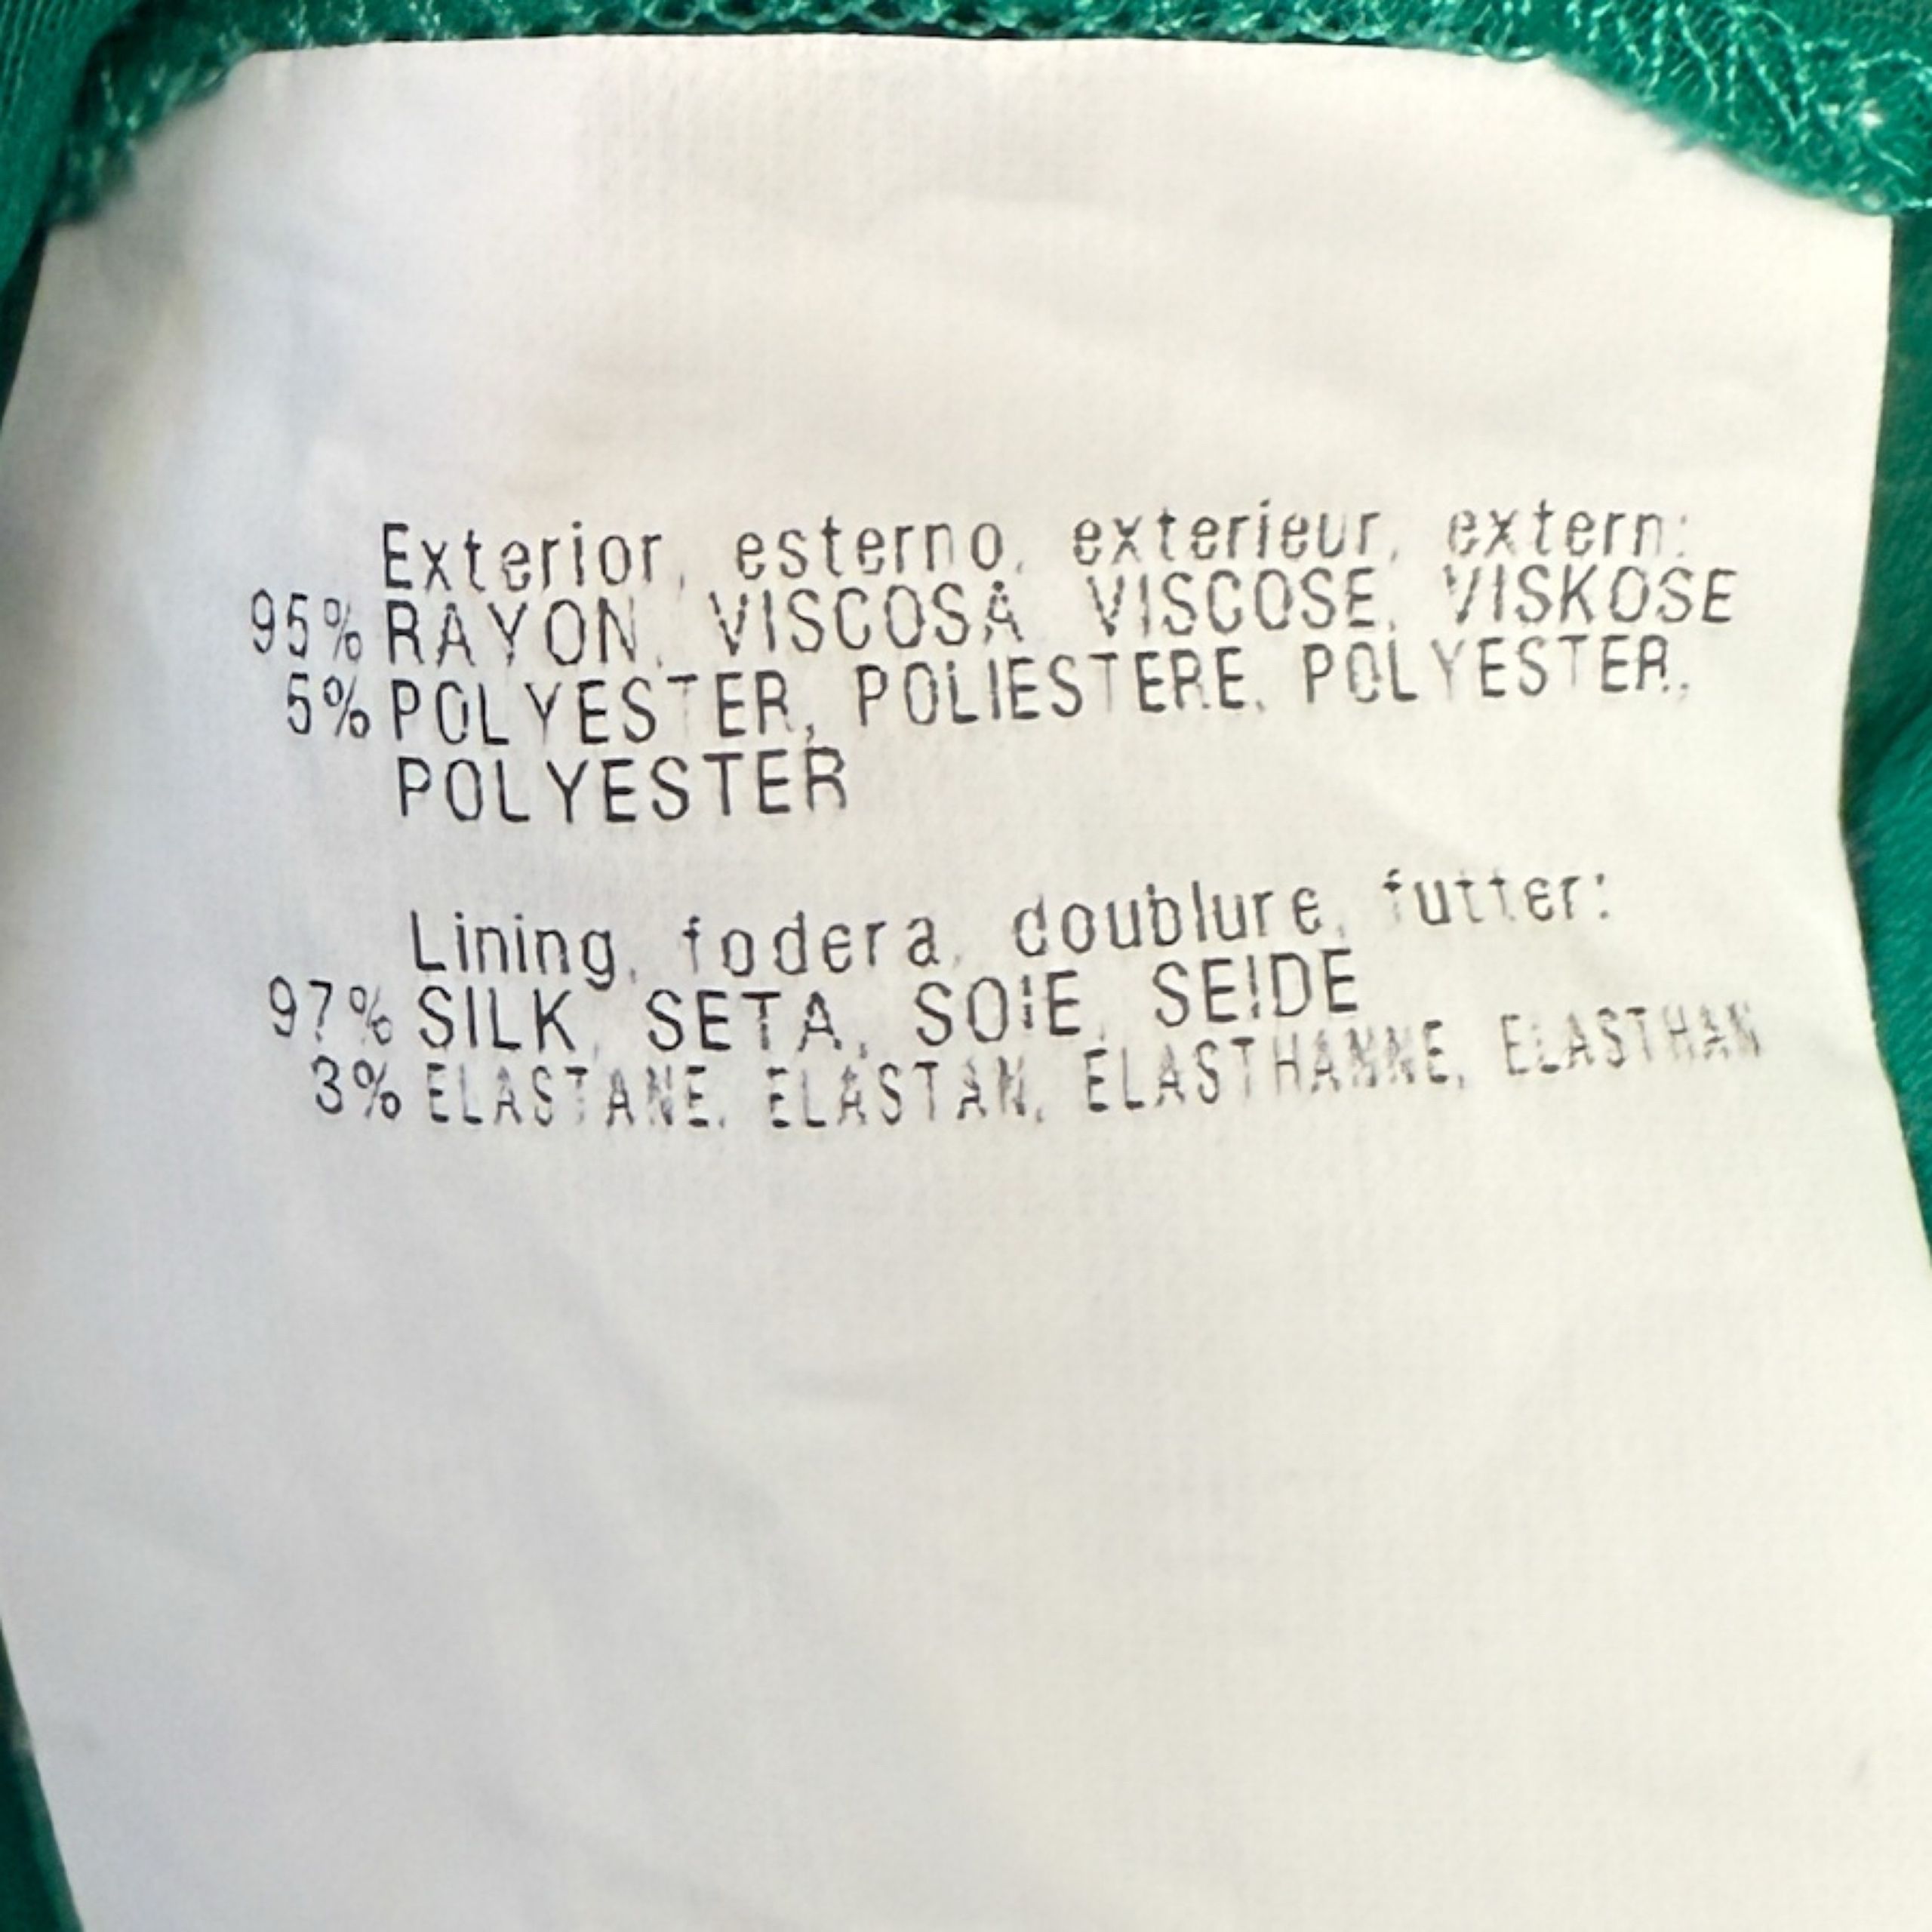 Exterior, esterno, exterieur, extern:
95% RAYON, VISCOSA, VISCOSE, VISKOSE
5% POLYESTER, POLIESTERE, POLYESTER,
POLYESTER
Lining, fodera, doublure, futter:
97% SILK, SETA, SOIE, SEIDE
3% ELASTANE, ELASTAN, ELASTHANNE, ELASTHAN